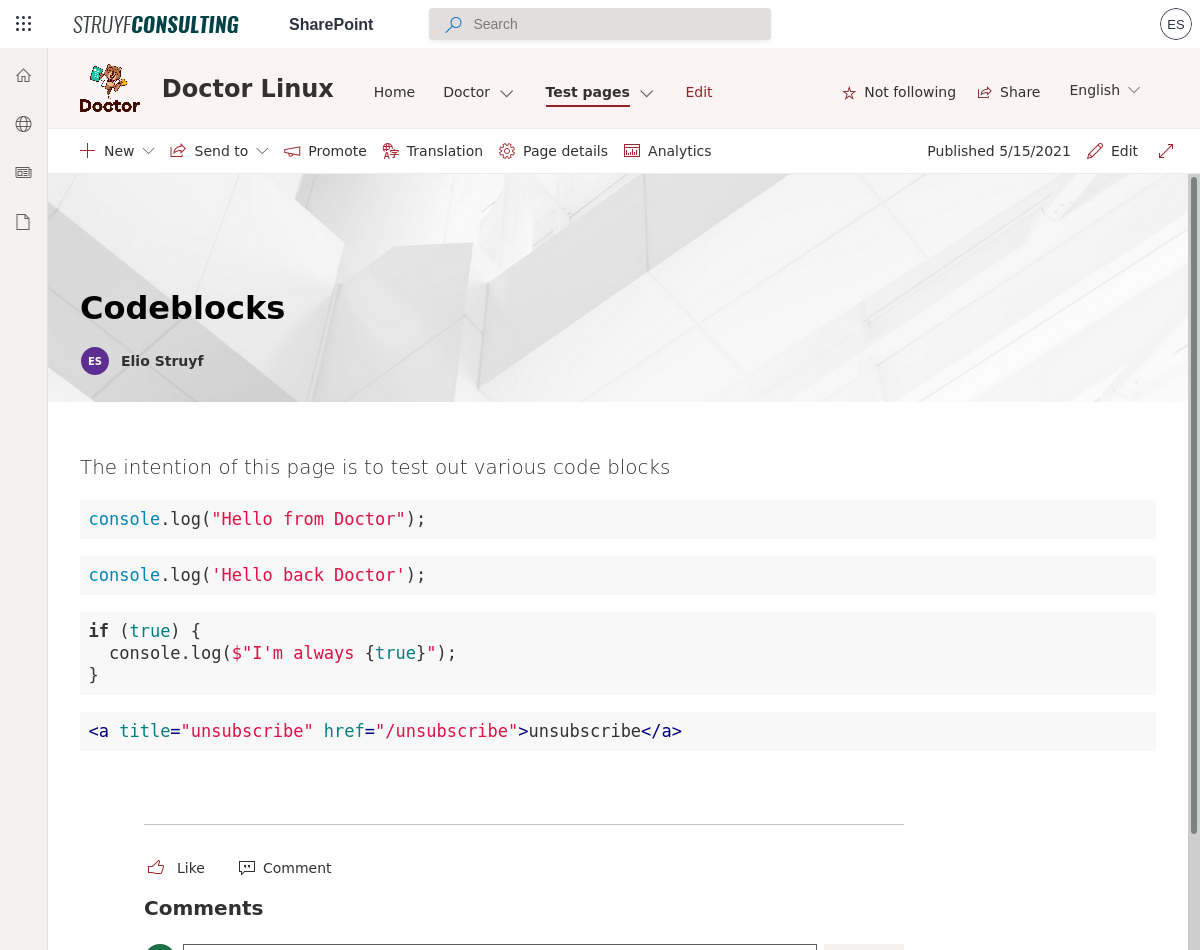 STRUYFCONSULTING SharePoint Search ES
Doctor
Doctor Linux Home Doctor Test pages Edit Not following Share English
New Send to Promote Translation Page details Analytics Published 5/15/2021 Edit
Codeblocks
ES Elio Struyf
The intention of this page is to test out various code blocks
console.log("Hello from Doctor");
console.log('Hello back Doctor');
if (true) {
  console.log($"I'm always {true}");
}
<a title="unsubscribe" href="/unsubscribe">unsubscribe</a>
Like Comment
Comments